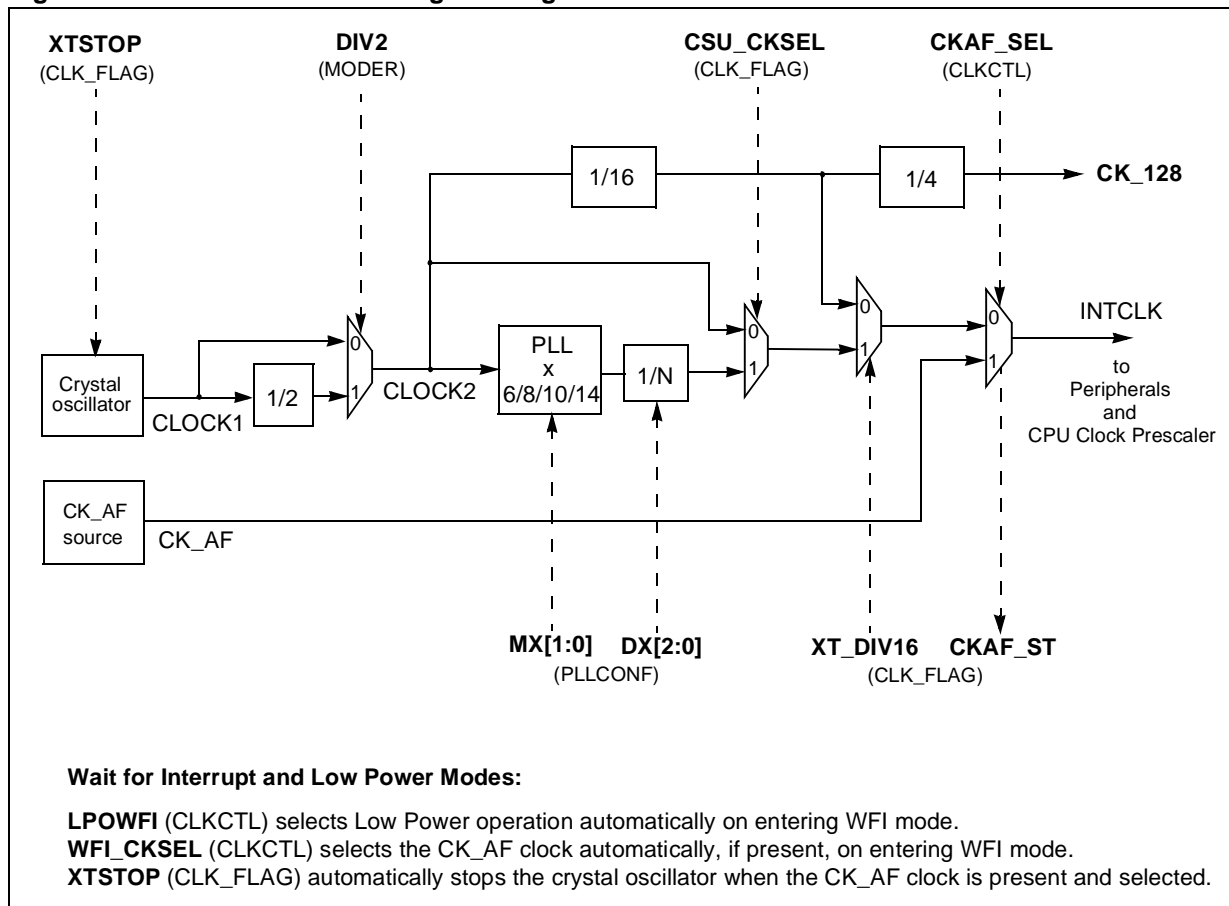 XTSTOP
(CLK_FLAG)
DIV2
(MODER)
CSU_CKSEL
(CLK_FLAG)
CKAF_SEL
(CLKCTL)
1/16
1/4
CK_128
Crystal
oscillator
CLOCK1
1/2
0
1
CLOCK2
PLL
x
6/8/10/14
1/N
0
1
0
1
0
1
INTCLK
to
Peripherals
and
CPU Clock Prescaler
CK_AF
source
CK_AF
MX[1:0]
DX[2:0]
(PLLCONF)
XT_DIV16
CKAF_ST
(CLK_FLAG)
Wait for Interrupt and Low Power Modes:
LPOWFI (CLKCTL) selects Low Power operation automatically on entering WFI mode.
WFI_CKSEL (CLKCTL) selects the CK_AF clock automatically, if present, on entering WFI mode.
XTSTOP (CLK_FLAG) automatically stops the crystal oscillator when the CK_AF clock is present and selected.